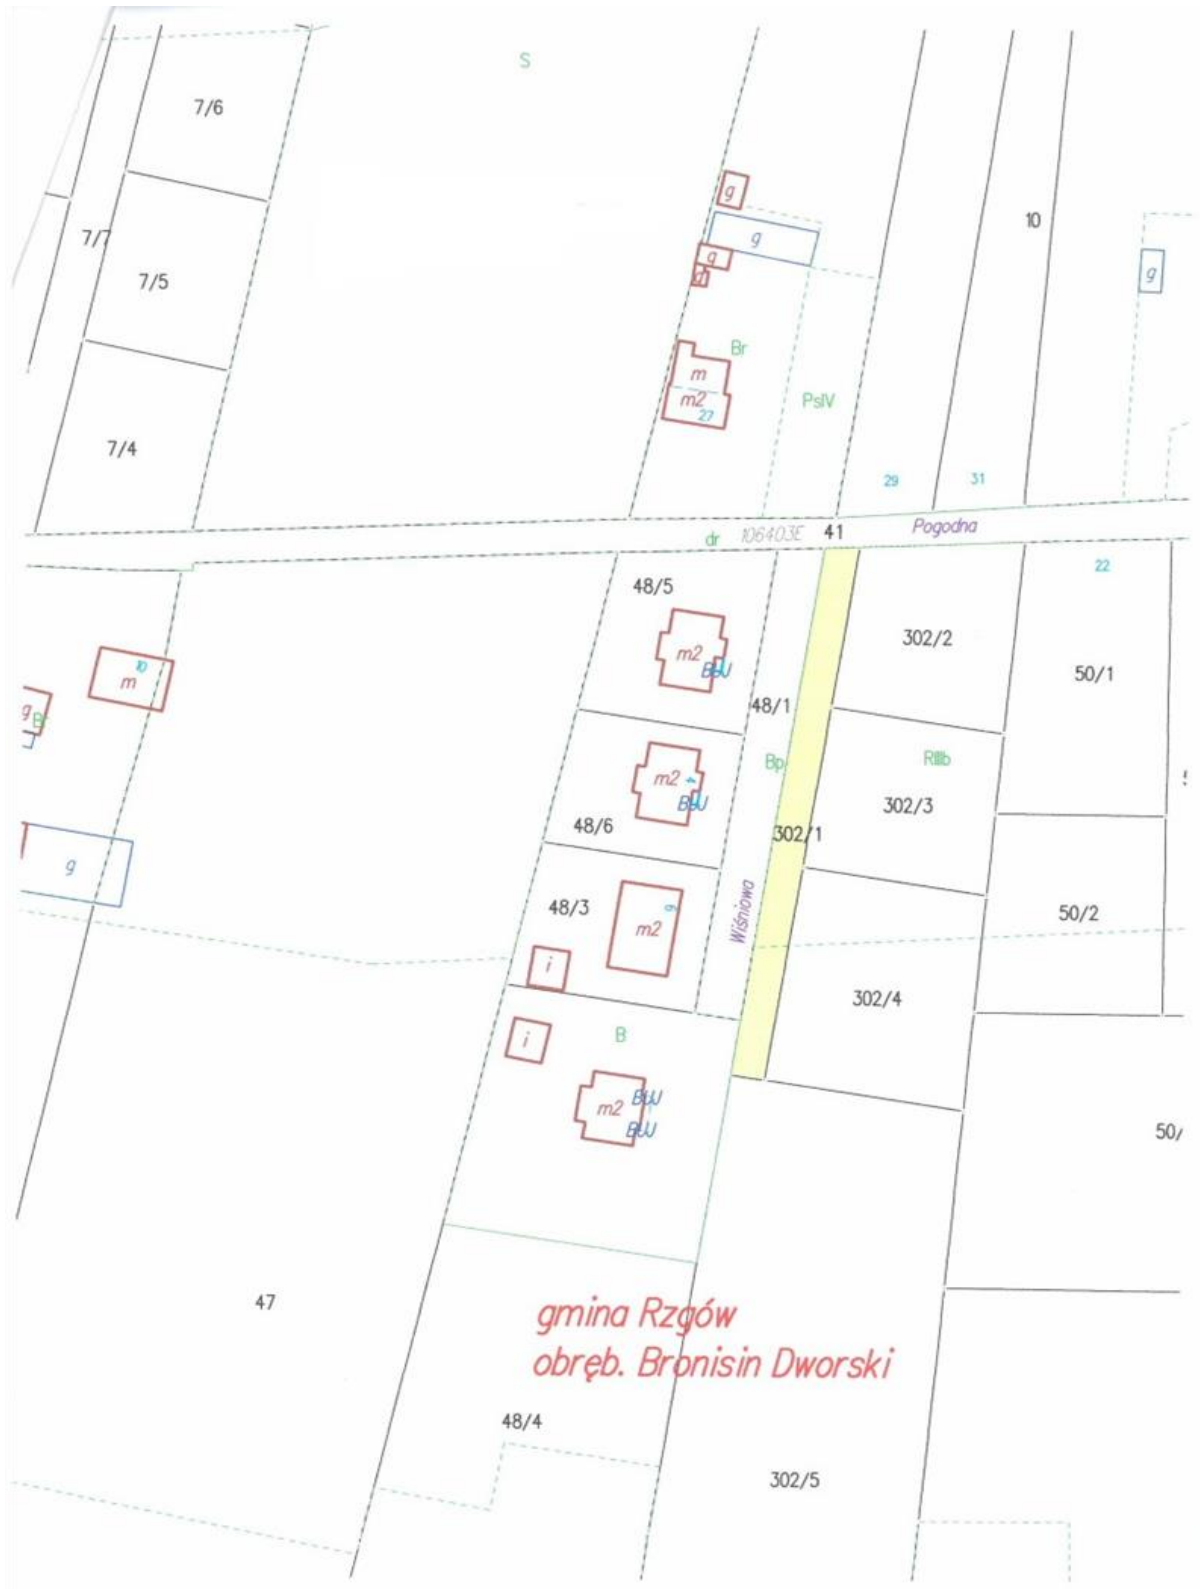 S
7/6
g
10
7/7
g
g
g
7/5
Br
m
PsIV
m2
27
7/4
29
31
Pogodna
dr
106403E
41
22
48/5
302/2
m2
BUJ
10
m
50/1
g
Br
48/1
Bp
RIIIb
m2
4
BUJ
302/3
48/6
302/1
g
48/3
6
m2
Wiśniowa
50/2
i
302/4
i
B
m2
BUJ
BUJ
50/
47
gmina Rzgów
obręb. Bronisin Dworski
48/4
302/5